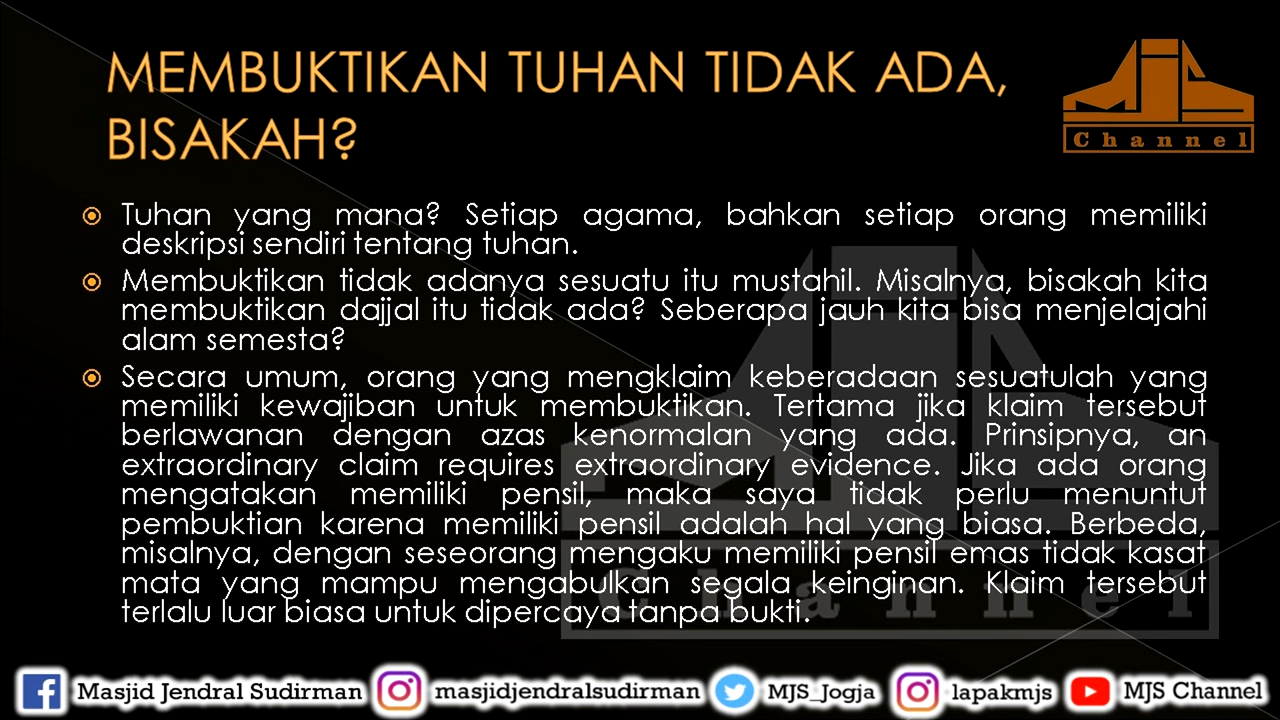 MEMBUKTIKAN TUHAN TIDAK ADA,
BISAKAH?
MJS
Channel
Tuhan yang mana? Setiap agama, bahkan setiap orang memiliki
deskripsi sendiri tentang tuhan.
Membuktikan tidak adanya sesuatu itu mustahil. Misalnya, bisakah kita
membuktikan dajjal itu tidak ada? Seberapa jauh kita bisa menjelajahi
alam semesta?
Secara umum, orang yang mengklaim keberadaan sesuatulah yang
memiliki kewajiban untuk membuktikan. Tertama jika klaim tersebut
berlawanan dengan azas kenormalan yang ada. Prinsipnya, an
extraordinary claim requires extraordinary evidence. Jika ada orang
mengatakan memiliki pensil, maka saya tidak perlu menuntut
pembuktian karena memiliki pensil adalah hal yang biasa. Berbeda,
misalnya, dengan seseorang mengaku memiliki pensil emas tidak kasat
mata yang mampu mengabulkan segala keinginan. Klaim tersebut
terlalu luar biasa untuk dipercaya tanpa bukti.
Channel
Masjid Jendral Sudirman masjidjendralsudirman MJS_Jogja lapakmjs MJS Channel